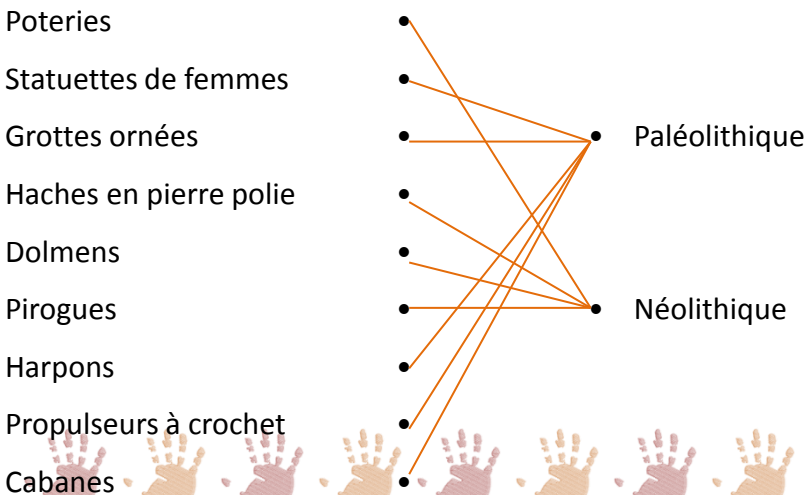 Poteries
Statuettes de femmes
Grottes ornées
Paléolithique
Haches en pierre polie
Dolmens
Pirogues
Néolithique
Harpons
Propulseurs à crochet
Cabanes